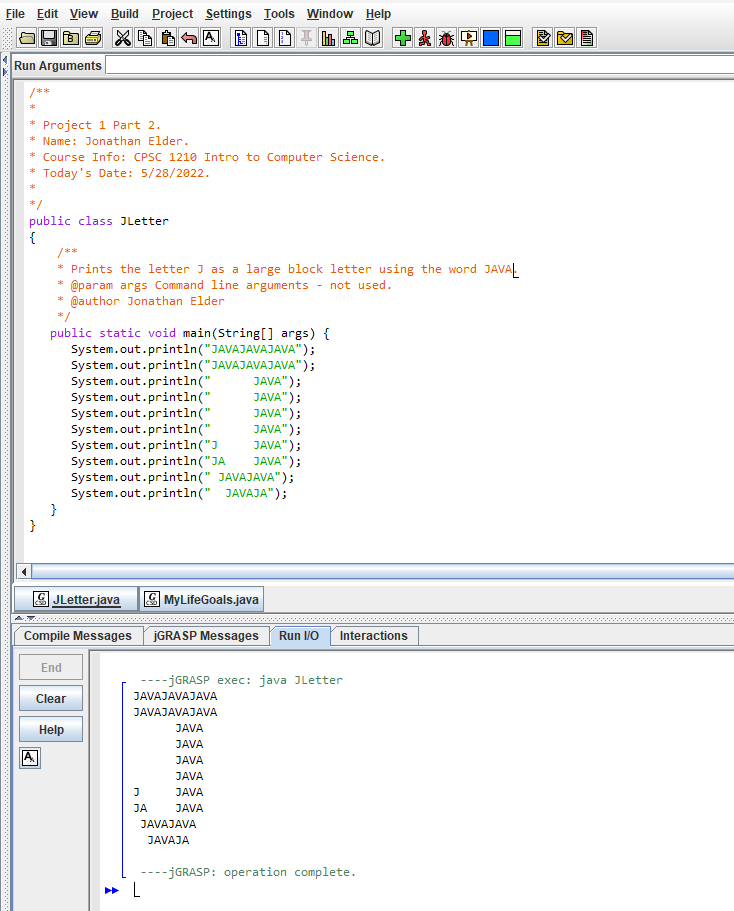 File Edit View Build Project Settings Tools Window Help
Run Arguments
/**
*
* Project 1 Part 2.
* Name: Jonathan Elder.
* Course Info: CPSC 1210 Intro to Computer Science.
* Today's Date: 5/28/2022.
*
*/
public class JLetter
{
    /**
    * Prints the letter J as a large block letter using the word JAVA.
    * @param args Command line arguments - not used.
    * @author Jonathan Elder
    */
   public static void main(String[] args) {
      System.out.println("JAVAJAVAJAVA");
      System.out.println("JAVAJAVAJAVA");
      System.out.println("      JAVA");
      System.out.println("      JAVA");
      System.out.println("      JAVA");
      System.out.println("      JAVA");
      System.out.println("J     JAVA");
      System.out.println("JA    JAVA");
      System.out.println(" JAVAJAVA");
      System.out.println("  JAVAJA");
   }
}
JLetter.java MyLifeGoals.java
Compile Messages jGRASP Messages Run I/O Interactions
End
Clear
Help
 ----jGRASP exec: java JLetter
JAVAJAVAJAVA
JAVAJAVAJAVA
      JAVA
      JAVA
      JAVA
      JAVA
J     JAVA
JA    JAVA
 JAVAJAVA
  JAVAJA
 ----jGRASP: operation complete.